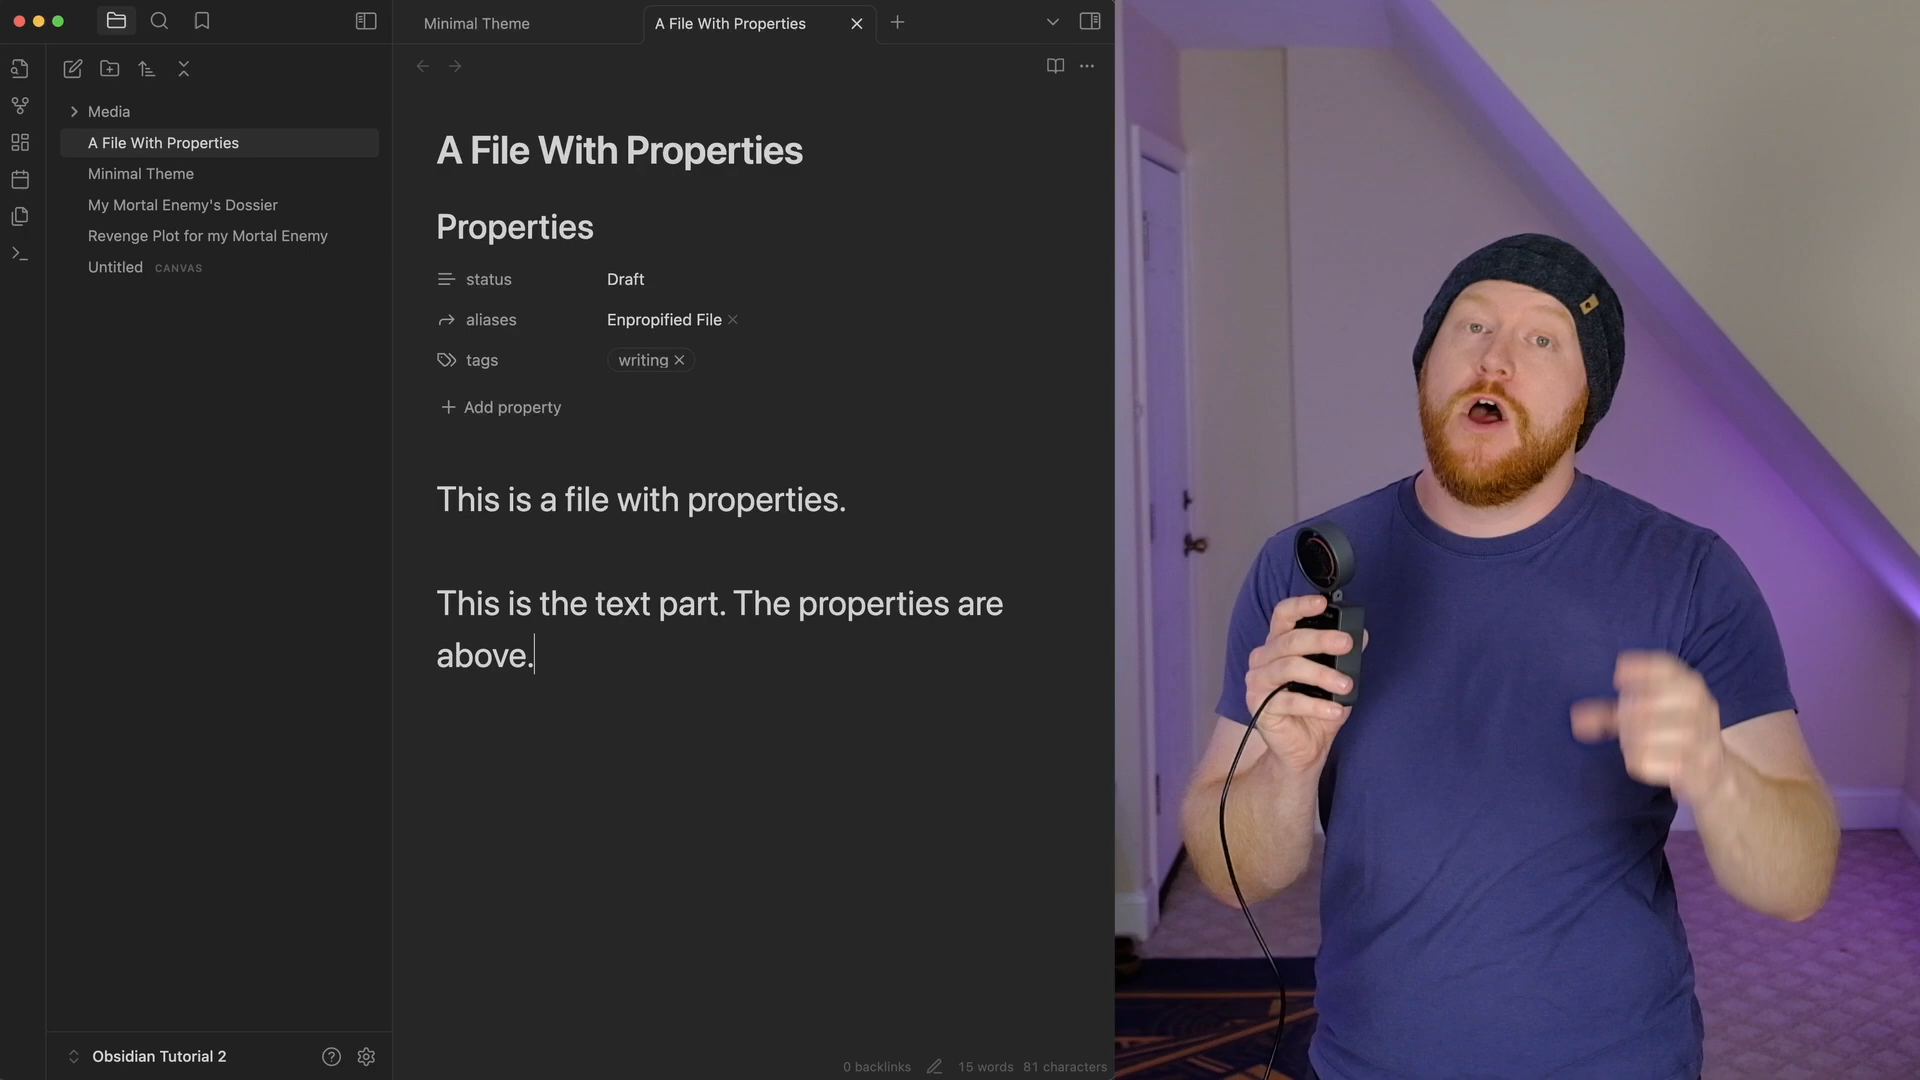 Minimal Theme
A File With Properties
Media
A File With Properties
Minimal Theme
My Mortal Enemy's Dossier
Revenge Plot for my Mortal Enemy
Untitled CANVAS
Obsidian Tutorial 2
A File With Properties
Properties
status Draft
aliases Enpropified File
tags writing
Add property
This is a file with properties.
This is the text part. The properties are
above.
0 backlinks 15 words 81 characters